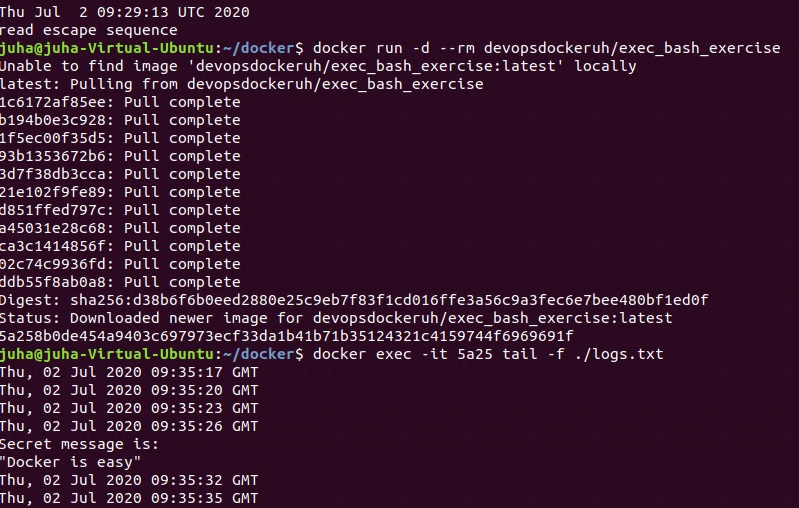 Thu Jul  2 09:29:13 UTC 2020
read escape sequence
juha@juha-Virtual-Ubuntu:~/docker$ docker run -d --rm devopsdockeruh/exec_bash_exercise
Unable to find image 'devopsdockeruh/exec_bash_exercise:latest' locally
latest: Pulling from devopsdockeruh/exec_bash_exercise
1c6172af85ee: Pull complete
b194b0e3c928: Pull complete
1f5ec00f35d5: Pull complete
93b1353672b6: Pull complete
3d7f38db3cca: Pull complete
21e102f9fe89: Pull complete
d851ffed797c: Pull complete
a45031e28c68: Pull complete
ca3c1414856f: Pull complete
02c74c9936fd: Pull complete
ddb55f8ab0a8: Pull complete
Digest: sha256:d38b6f6b0eed2880e25c9eb7f83f1cd016ffe3a56c9a3fec6e7bee480bf1ed0f
Status: Downloaded newer image for devopsdockeruh/exec_bash_exercise:latest
5a258b0de454a9403c697973ecf33da1b41b71b35124321c4159744f6969691f
juha@juha-Virtual-Ubuntu:~/docker$ docker exec -it 5a25 tail -f ./logs.txt
Thu, 02 Jul 2020 09:35:17 GMT
Thu, 02 Jul 2020 09:35:20 GMT
Thu, 02 Jul 2020 09:35:23 GMT
Thu, 02 Jul 2020 09:35:26 GMT
Secret message is:
"Docker is easy"
Thu, 02 Jul 2020 09:35:32 GMT
Thu, 02 Jul 2020 09:35:35 GMT